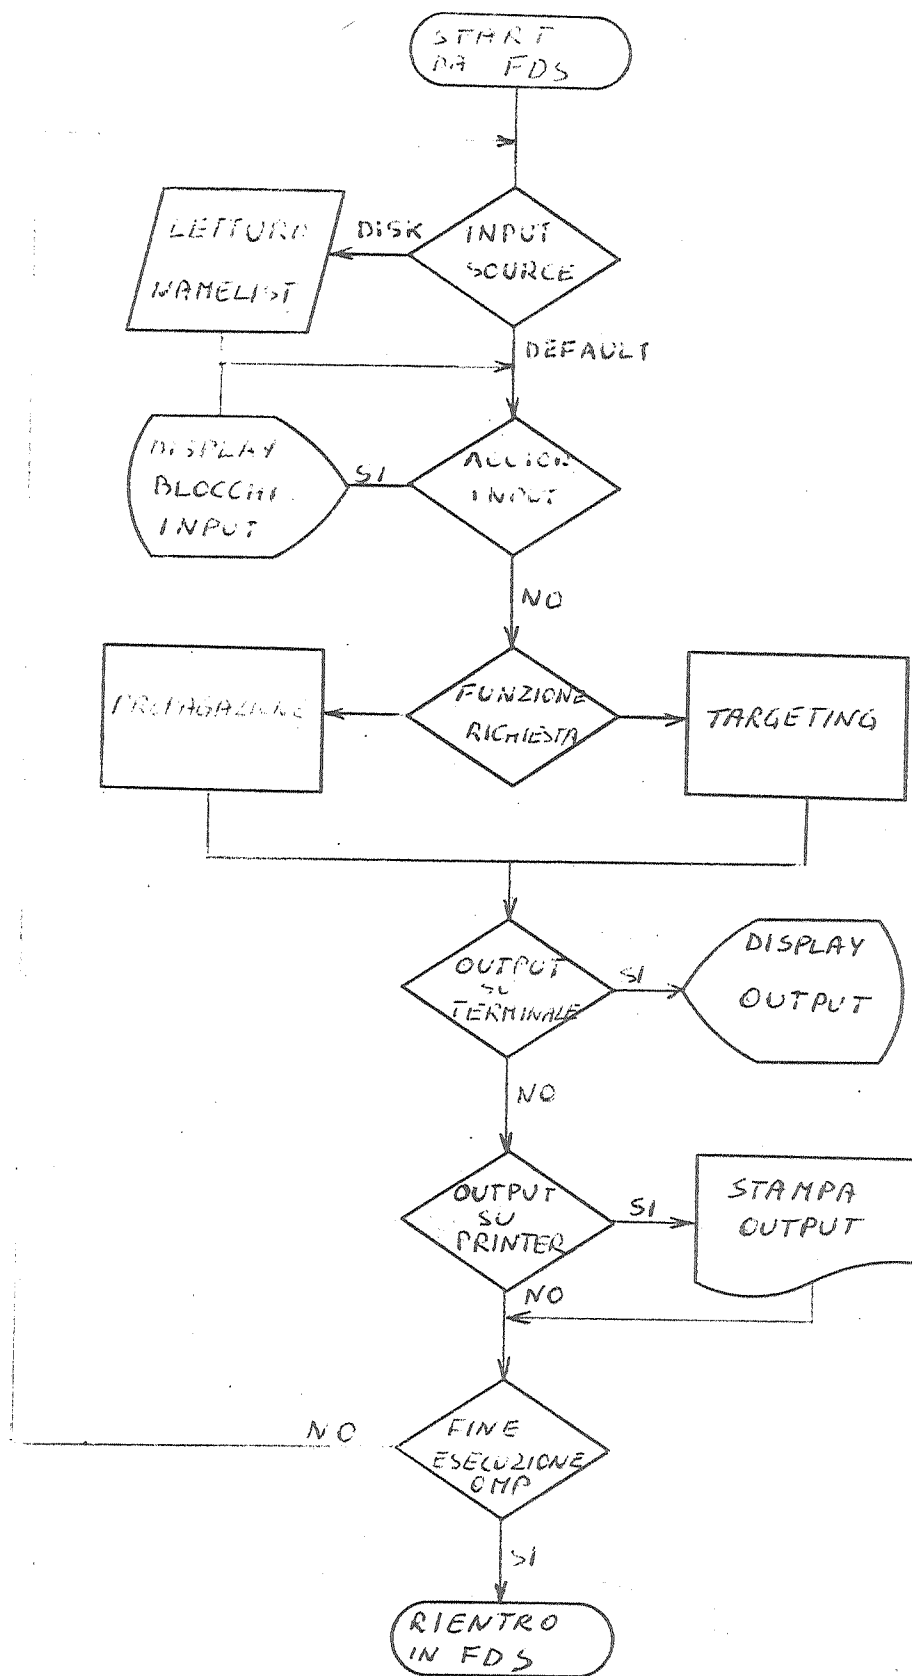 START
DA FDS
INPUT
SOURCE
DISK
LETTURA
NAMELIST
DEFAULT
INPUT
SI
DISPLAY
BLOCCHI
INPUT
NO
FUNZIONE
RICHIESTA
PROPAGAZIONE
TARGETING
OUTPUT
SU
TERMINALE
SI
DISPLAY
OUTPUT
NO
OUTPUT
SU
PRINTER
SI
STAMPA
OUTPUT
NO
FINE
ESECUZIONE
OMP
NO
SI
RIENTRO
IN FDS